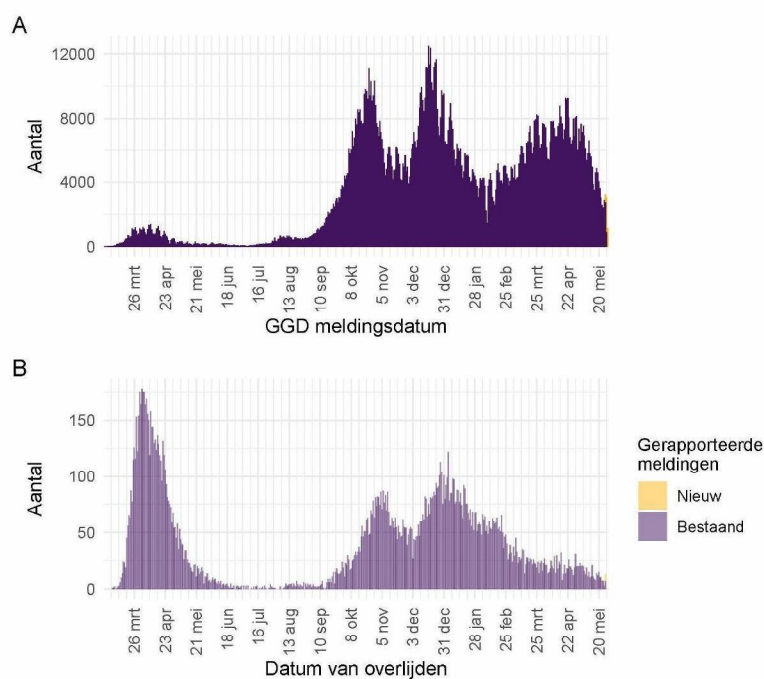 A
12000
8000
4000
0
Aantal
26 mrt
23 apr
21 mei
18 jun
16 jul
13 aug
10 sep
8 okt
5 nov
3 dec
31 dec
28 jan
25 feb
25 mrt
22 apr
20 mei
GGD meldingsdatum
B
150
100
50
0
Aantal
26 mrt
23 apr
21 mei
18 jun
16 jul
13 aug
10 sep
8 okt
5 nov
3 dec
31 dec
28 jan
25 feb
25 mrt
22 apr
20 mei
Datum van overlijden
Gerapporteerde
meldingen
Nieuw
Bestaand